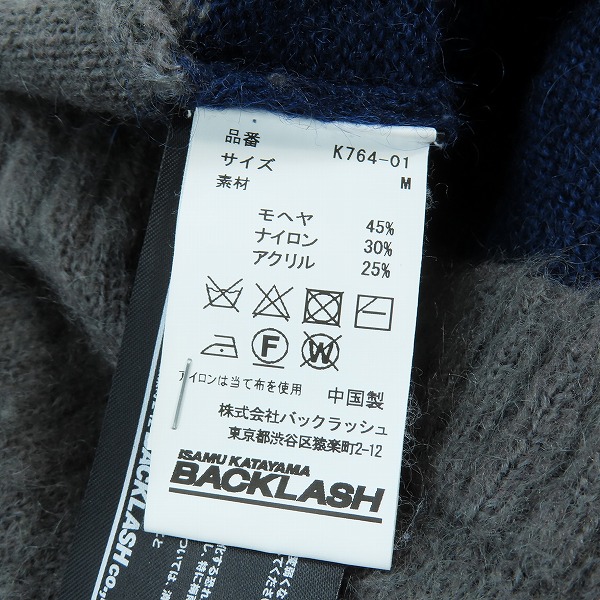 品番 K764-01
サイズ M
素材
モヘヤ 45%
ナイロン 30%
アクリル 25%
F
W
アイロンは当て布を使用 中国製
株式会社バックラッシュ
東京都渋谷区猿楽町2-12
ISAMU KATAYAMA
BACKLASH
BACKLASH co.